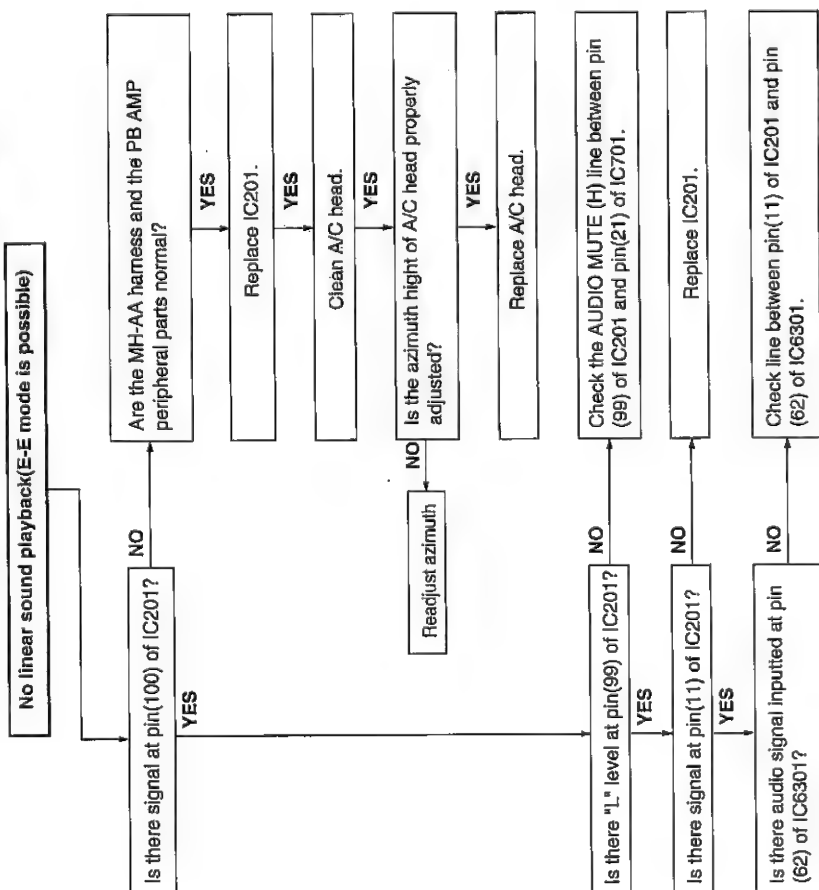 No linear sound playback(E-E mode is possible)
Is there signal at pin(100) of IC201?
NO
YES
Are the MH-AA harness and the PB AMP
peripheral parts normal?
YES
Replace IC201.
YES
Clean A/C head.
YES
Is the azimuth hight of A/C head properly
adjusted?
NO
Readjust azimuth
YES
Replace A/C head.
Is there "L" level at pin(99) of IC201?
NO
Check the AUDIO MUTE (H) line between pin
(99) of IC201 and pin(21) of IC701.
YES
Is there signal at pin(11) of IC201?
NO
Replace IC201.
YES
Is there audio signal inputted at pin
(62) of IC6301?
NO
Check line between pin(11) of IC201 and pin
(62) of IC6301.